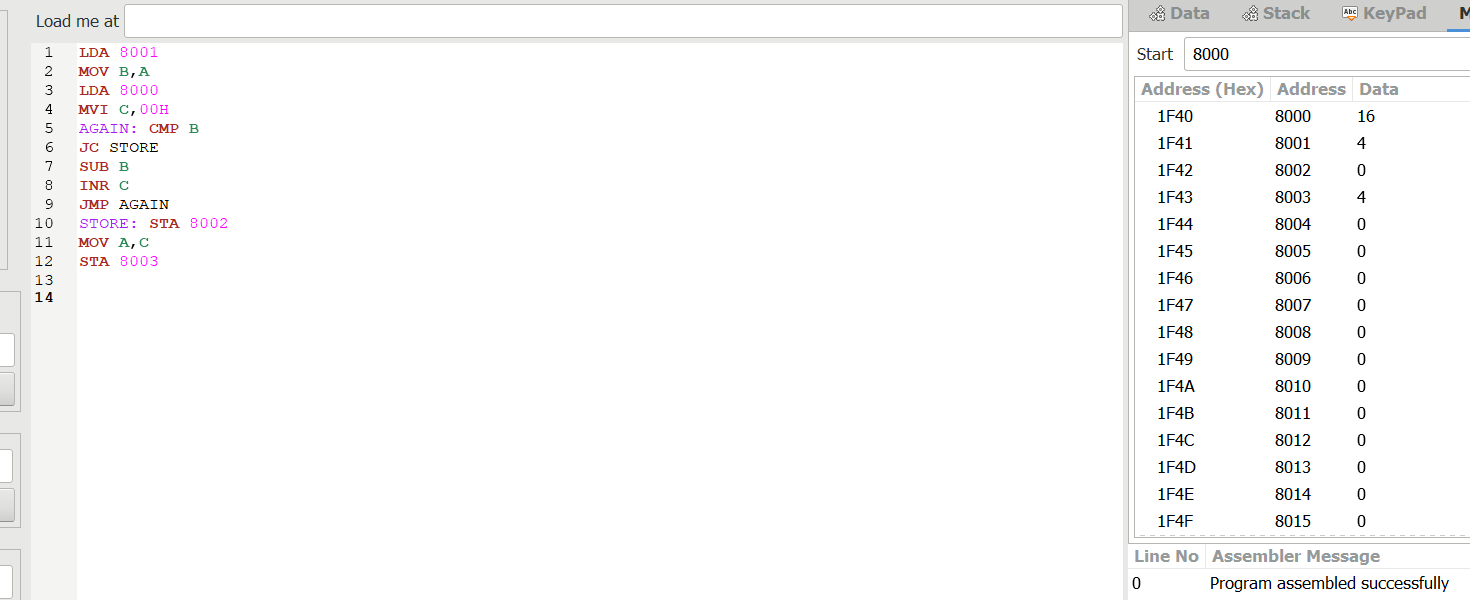 Load me at
1 LDA 8001
2 MOV B,A
3 LDA 8000
4 MVI C,00H
5 AGAIN: CMP B
6 JC STORE
7 SUB B
8 INR C
9 JMP AGAIN
10 STORE: STA 8002
11 MOV A,C
12 STA 8003
13
14
Data Stack KeyPad
Start 8000
Address (Hex) Address Data
1F40 8000 16
1F41 8001 4
1F42 8002 0
1F43 8003 4
1F44 8004 0
1F45 8005 0
1F46 8006 0
1F47 8007 0
1F48 8008 0
1F49 8009 0
1F4A 8010 0
1F4B 8011 0
1F4C 8012 0
1F4D 8013 0
1F4E 8014 0
1F4F 8015 0
Line No Assembler Message
0 Program assembled successfully